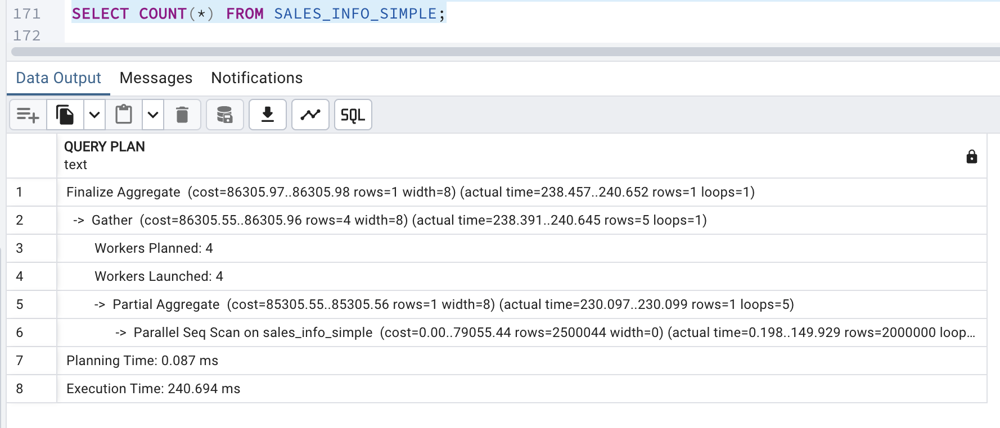 171 SELECT COUNT(*) FROM SALES_INFO_SIMPLE;
172
Data Output Messages Notifications
SQL
QUERY PLAN
text
1 Finalize Aggregate (cost=86305.97..86305.98 rows=1 width=8) (actual time=238.457..240.652 rows=1 loops=1)
2 -> Gather (cost=86305.55..86305.96 rows=4 width=8) (actual time=238.391..240.645 rows=5 loops=1)
3 Workers Planned: 4
4 Workers Launched: 4
5 -> Partial Aggregate (cost=85305.55..85305.56 rows=1 width=8) (actual time=230.097..230.099 rows=1 loops=5)
6 -> Parallel Seq Scan on sales_info_simple (cost=0.00..79055.44 rows=2500044 width=0) (actual time=0.198..149.929 rows=2000000 loop…
7 Planning Time: 0.087 ms
8 Execution Time: 240.694 ms